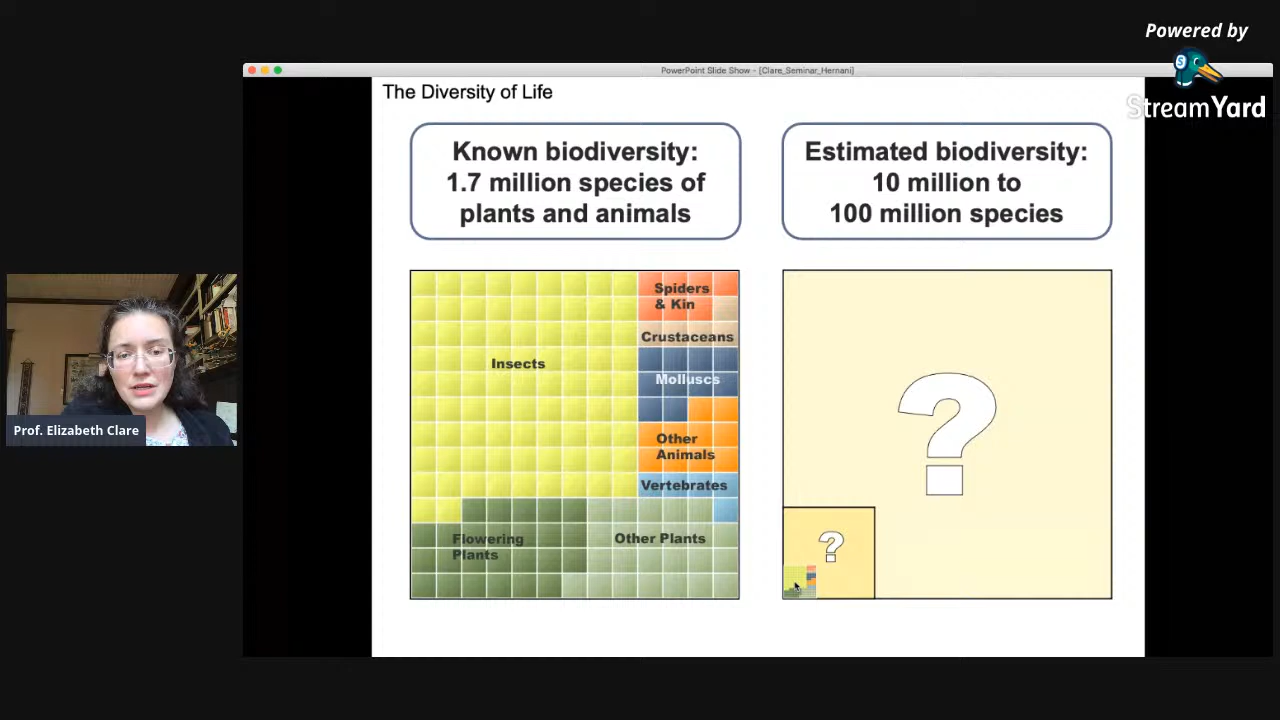 Powered by
StreamYard
PowerPoint Slide Show - [Clare_Seminar_Hernani]
The Diversity of Life
Known biodiversity:
1.7 million species of
plants and animals
Estimated biodiversity:
10 million to
100 million species
Spiders
& Kin
Crustaceans
Insects
Molluscs
Other
Animals
Vertebrates
Flowering
Plants
Other Plants
?
?
Prof. Elizabeth Clare